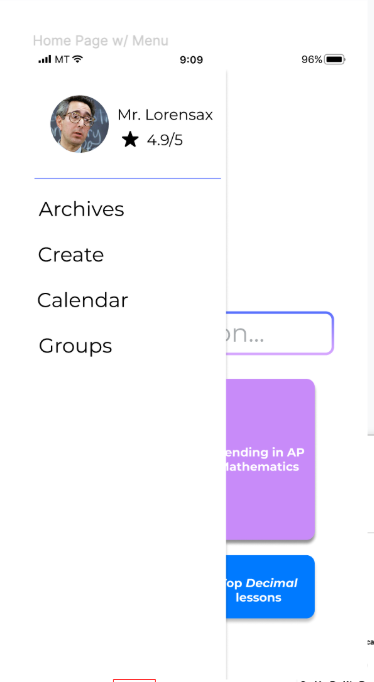 Home Page w/ Menu
MT 9:09 96%
Mr. Lorensax
4.9/5
Archives
Create
Calendar
Groups
on...
ending in AP
Mathematics
op Decimal
lessons